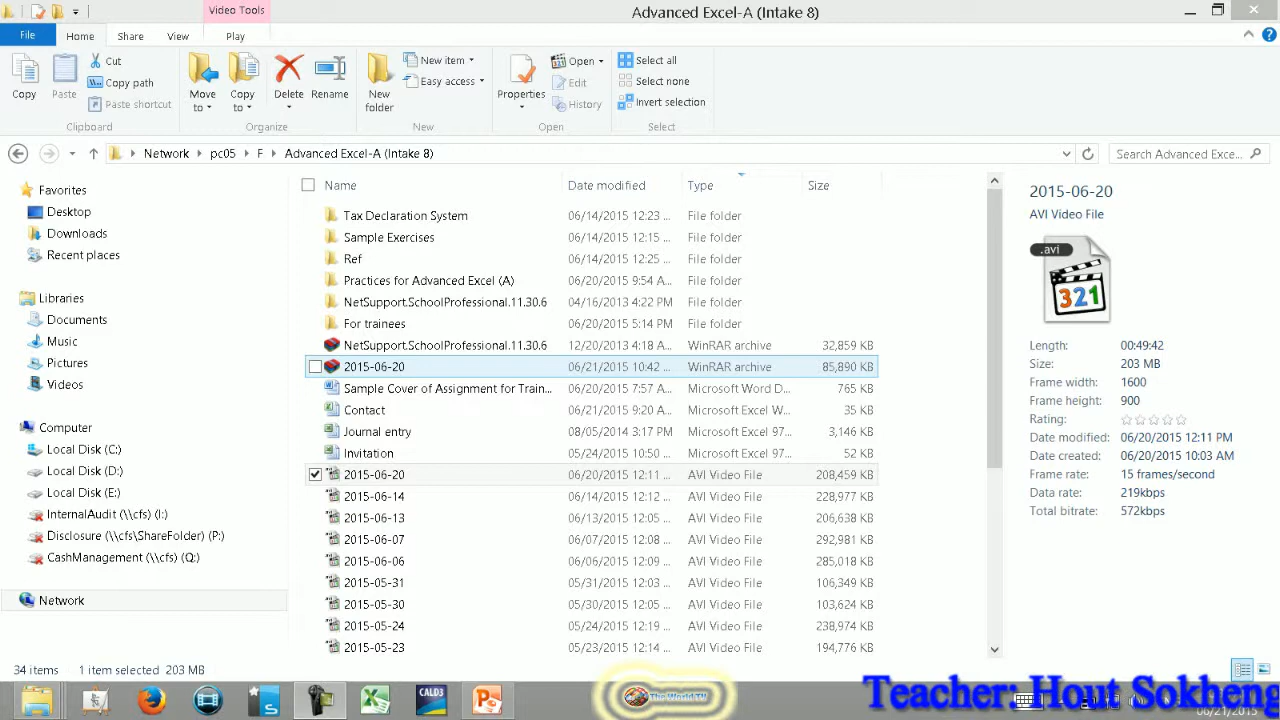 Video Tools
Advanced Excel-A (Intake 8)
File Home Share View Play
Copy
Paste
Cut
Copy path
Paste shortcut
Clipboard
Move to
Copy to
Delete
Rename
Organize
New folder
New item
Easy access
New
Properties
Open
Edit
History
Open
Select all
Select none
Invert selection
Select
Network pc05 F Advanced Excel-A (Intake 8)
Search Advanced Exce...
Favorites
Desktop
Downloads
Recent places
Libraries
Documents
Music
Pictures
Videos
Computer
Local Disk (C:)
Local Disk (D:)
Local Disk (E:)
InternalAudit (\\cfs) (I:)
Disclosure (\\cfs\ShareFolder) (P:)
CashManagement (\\cfs) (Q:)
Network
Name Date modified Type Size
Tax Declaration System 06/14/2015 12:23 ... File folder
Sample Exercises 06/14/2015 12:15 ... File folder
Ref 06/14/2015 12:25 ... File folder
Practices for Advanced Excel (A) 06/20/2015 9:54 A... File folder
NetSupport.SchoolProfessional.11.30.6 04/16/2013 4:22 PM File folder
For trainees 06/20/2015 5:14 PM File folder
NetSupport.SchoolProfessional.11.30.6 12/20/2013 4:18 A... WinRAR archive 32,859 KB
2015-06-20 06/21/2015 10:42 ... WinRAR archive 85,890 KB
Sample Cover of Assignment for Train... 06/20/2015 7:57 A... Microsoft Word D... 765 KB
Contact 06/21/2015 9:20 A... Microsoft Excel W... 35 KB
Journal entry 08/05/2014 3:17 PM Microsoft Excel 97... 3,146 KB
Invitation 05/24/2015 10:50 ... Microsoft Excel 97... 52 KB
2015-06-20 06/20/2015 12:11 ... AVI Video File 208,459 KB
2015-06-14 06/14/2015 12:12 ... AVI Video File 228,977 KB
2015-06-13 06/13/2015 12:05 ... AVI Video File 206,638 KB
2015-06-07 06/07/2015 12:08 ... AVI Video File 292,981 KB
2015-06-06 06/06/2015 12:09 ... AVI Video File 285,018 KB
2015-05-31 05/31/2015 12:03 ... AVI Video File 106,349 KB
2015-05-30 05/30/2015 12:05 ... AVI Video File 103,624 KB
2015-05-24 05/24/2015 12:19 ... AVI Video File 238,974 KB
2015-05-23 05/23/2015 12:14 ... AVI Video File 194,776 KB
2015-06-20
AVI Video File
.avi
321
Length: 00:49:42
Size: 203 MB
Frame width: 1600
Frame height: 900
Rating:
Date modified: 06/20/2015 12:11 PM
Date created: 06/20/2015 10:03 AM
Frame rate: 15 frames/second
Data rate: 219kbps
Total bitrate: 572kbps
34 items 1 item selected 203 MB
CALD3
The World TV
Teacher: Hout Sokheng
06/21/2015